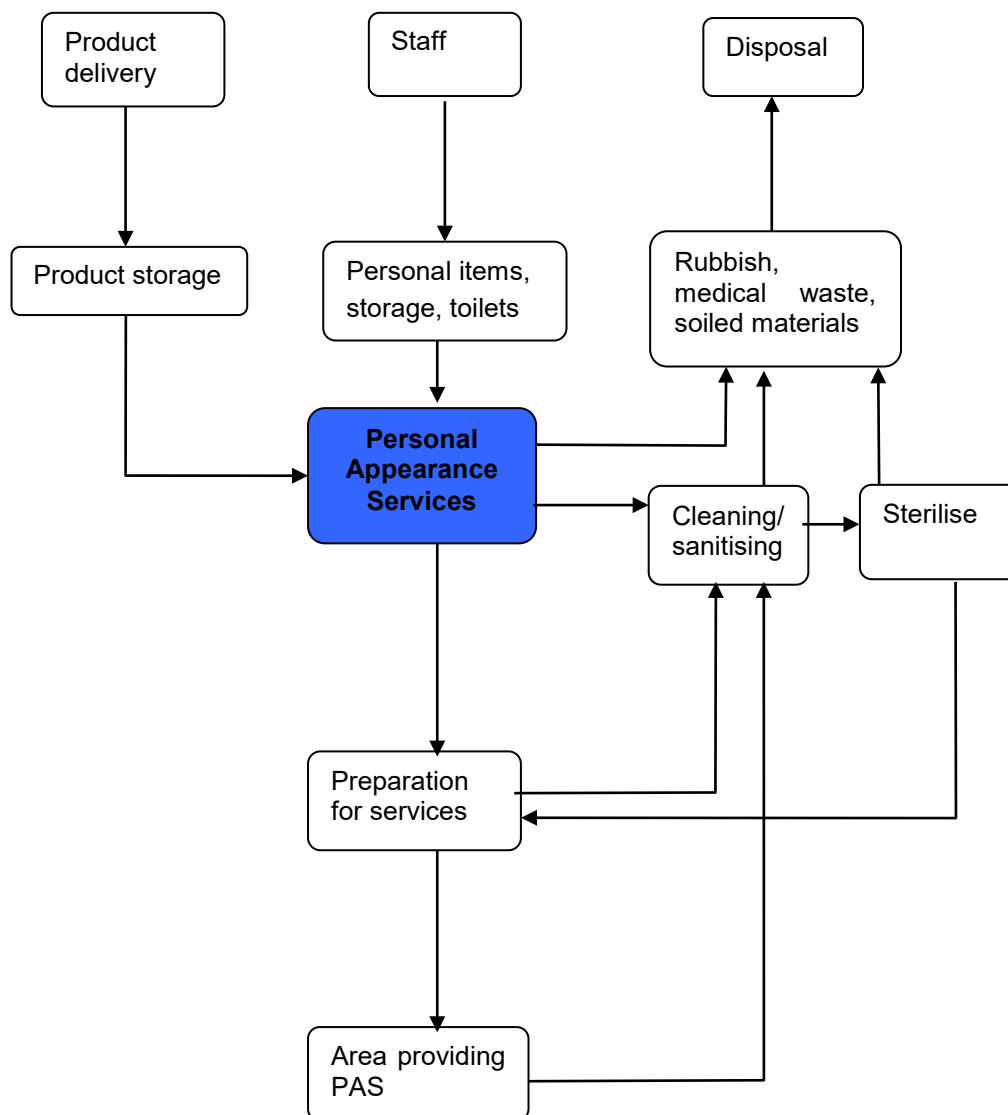 Product
delivery
Staff
Disposal
Product storage
Personal items,
storage, toilets
Rubbish,
medical waste,
soiled materials
Personal
Appearance
Services
Cleaning/
sanitising
Sterilise
Preparation
for services
Area providing
PAS